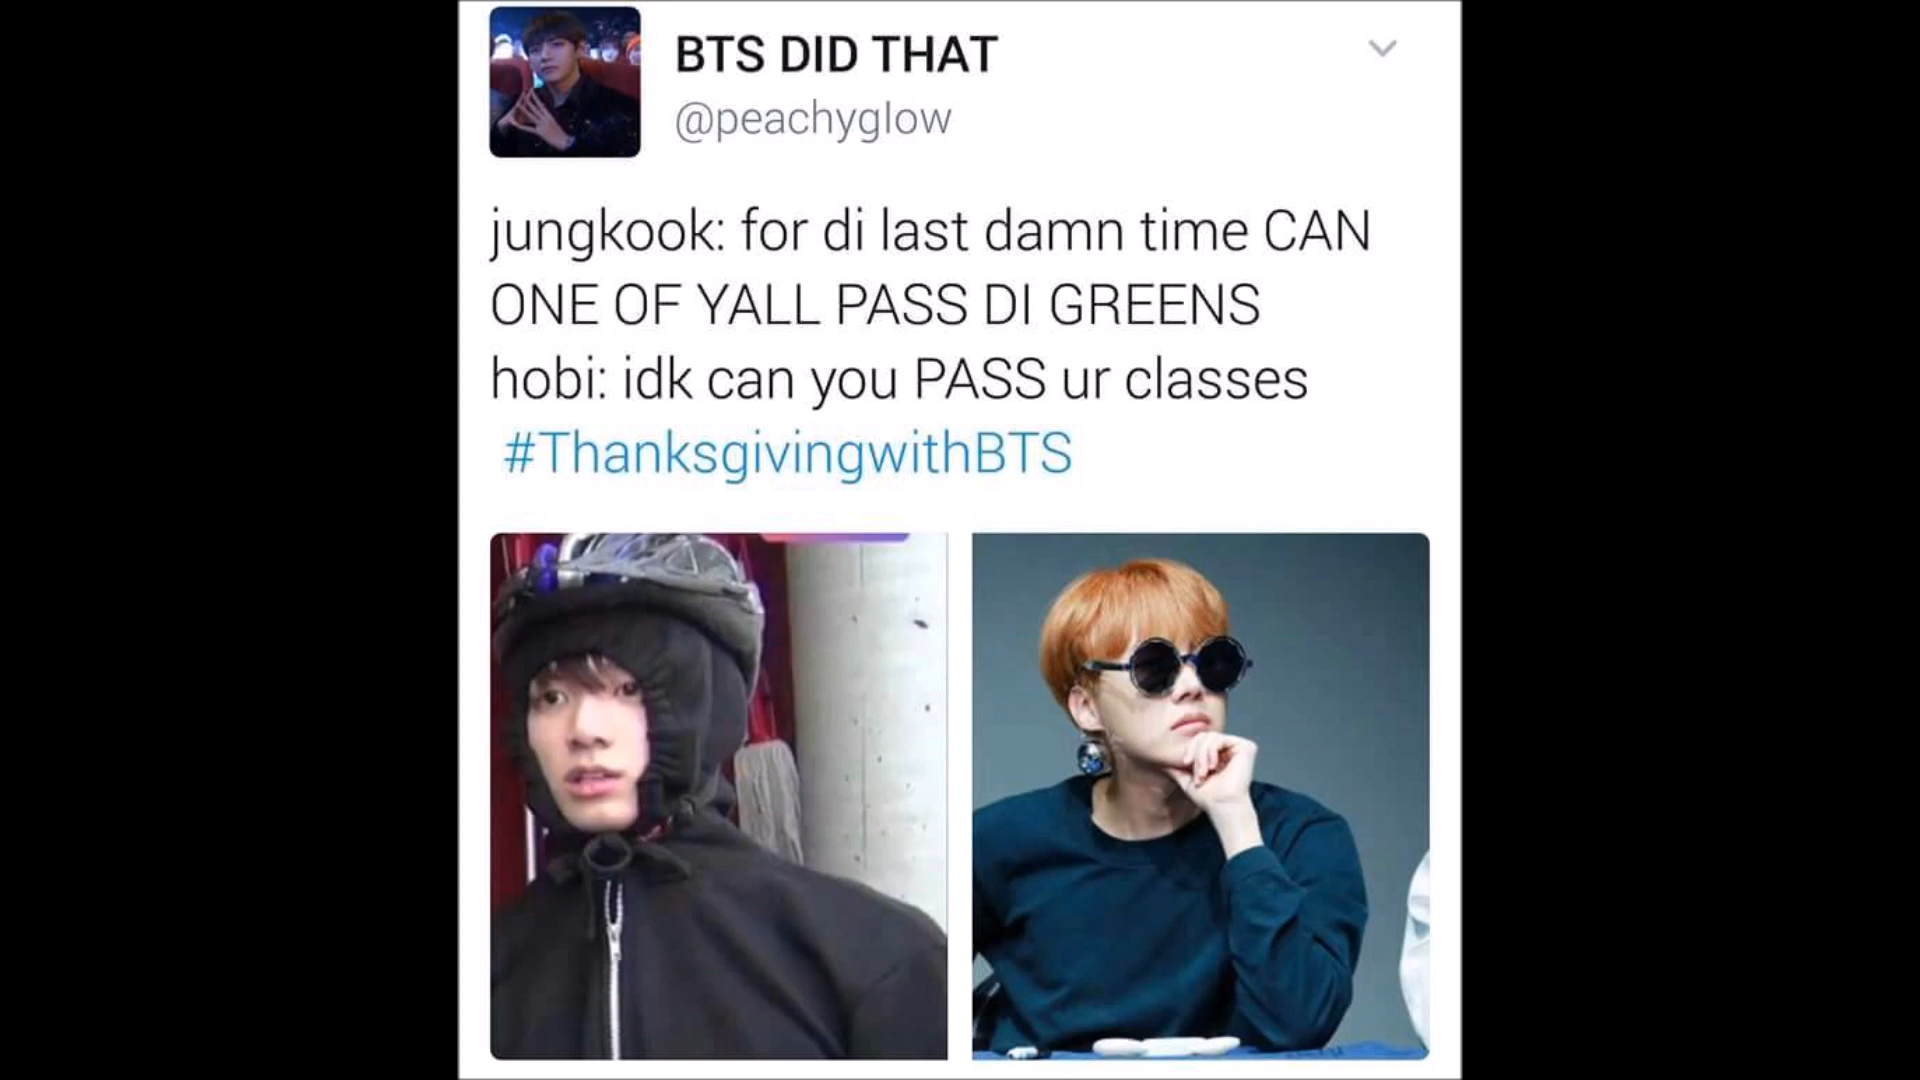 BTS DID THAT
@peachyglow
jungkook: for di last damn time CAN
ONE OF YALL PASS DI GREENS
hobi: idk can you PASS ur classes
#ThanksgivingwithBTS